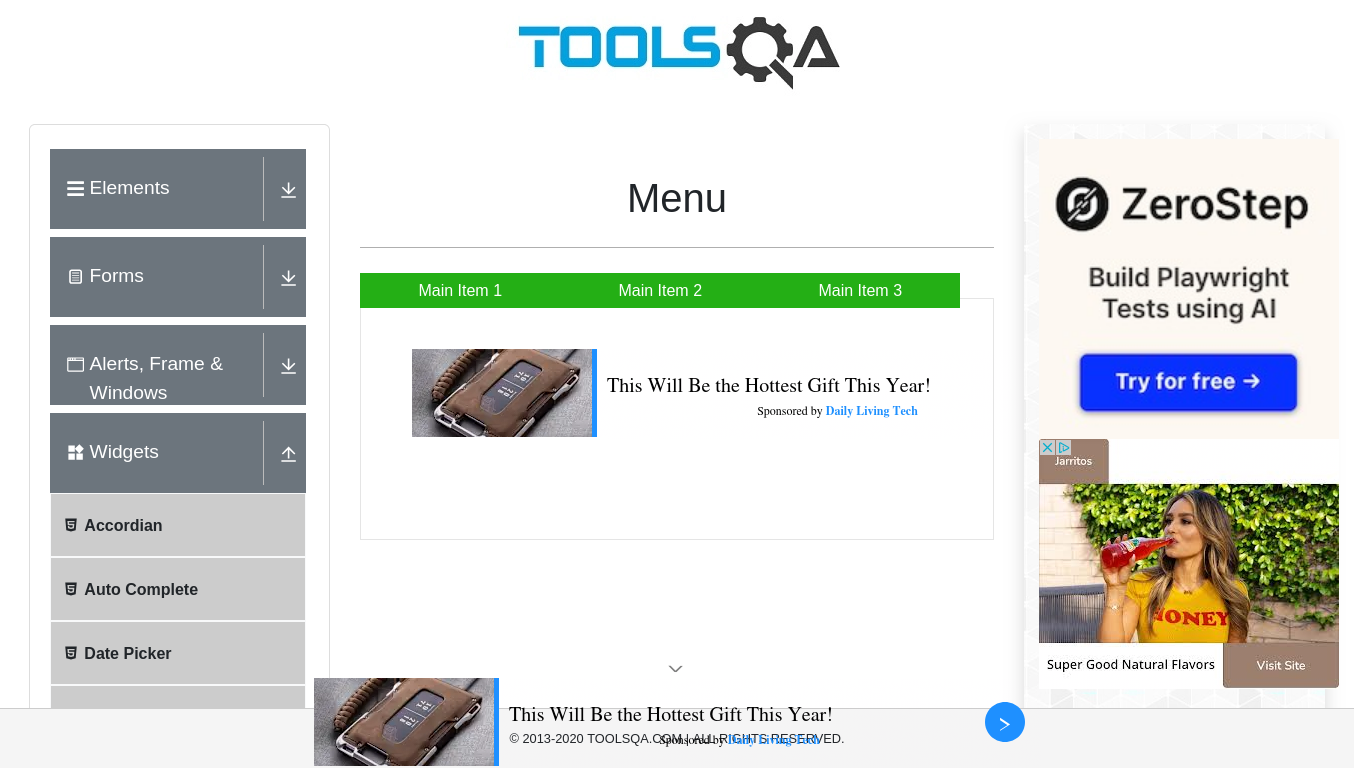 TOOLSQA
Elements
Forms
Alerts, Frame &
Windows
Widgets
Accordian
Auto Complete
Date Picker
Menu
Main Item 1
Main Item 2
Main Item 3
This Will Be the Hottest Gift This Year!
Sponsored by Daily Living Tech
ZeroStep
Build Playwright
Tests using AI
Try for free →
Jarritos
HONEY
Super Good Natural Flavors
Visit Site
This Will Be the Hottest Gift This Year!
Sponsored by Daily Living Tech
© 2013-2020 TOOLSQA.COM | ALL RIGHTS RESERVED.